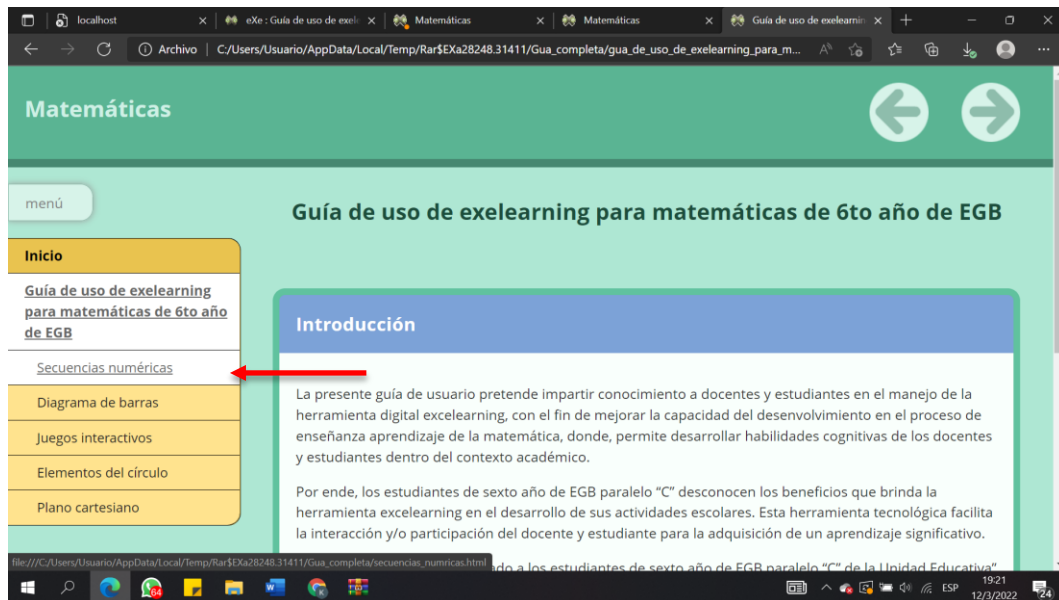 localhost
eXe : Guía de uso de exele
Matemáticas
Matemáticas
Guía de uso de exelearnin
Archivo
C:/Users/Usuario/AppData/Local/Temp/Rar$EXa28248.31411/Gua_completa/gua_de_uso_de_exelearning_para_m...
Matemáticas
menú
Guía de uso de exelearning para matemáticas de 6to año de EGB
Inicio
Guía de uso de exelearning
para matemáticas de 6to año
de EGB
Secuencias numéricas
Diagrama de barras
Juegos interactivos
Elementos del círculo
Plano cartesiano
Introducción
La presente guía de usuario pretende impartir conocimiento a docentes y estudiantes en el manejo de la
herramienta digital excelearning, con el fin de mejorar la capacidad del desenvolvimiento en el proceso de
enseñanza aprendizaje de la matemática, donde, permite desarrollar habilidades cognitivas de los docentes
y estudiantes dentro del contexto académico.
Por ende, los estudiantes de sexto año de EGB paralelo “C” desconocen los beneficios que brinda la
herramienta excelearning en el desarrollo de sus actividades escolares. Esta herramienta tecnológica facilita
la interacción y/o participación del docente y estudiante para la adquisición de un aprendizaje significativo.
ado a los estudiantes de sexto año de EGB paralelo “C” de la Unidad Educativa”
file:///C:/Users/Usuario/AppData/Local/Temp/Rar$EXa28248.31411/Gua_completa/secuencias_numricas.html
ESP
19:21
12/3/2022
24